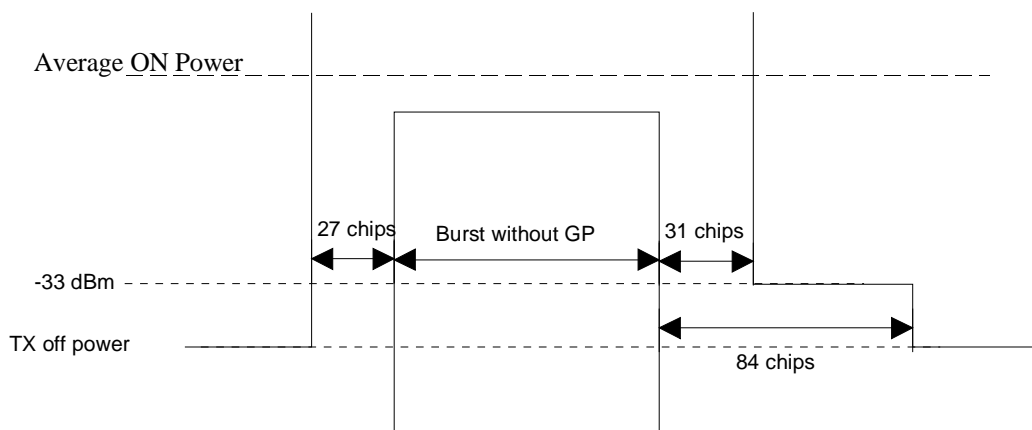 Average ON Power
27 chips
Burst without GP
31 chips
-33 dBm
TX off power
84 chips